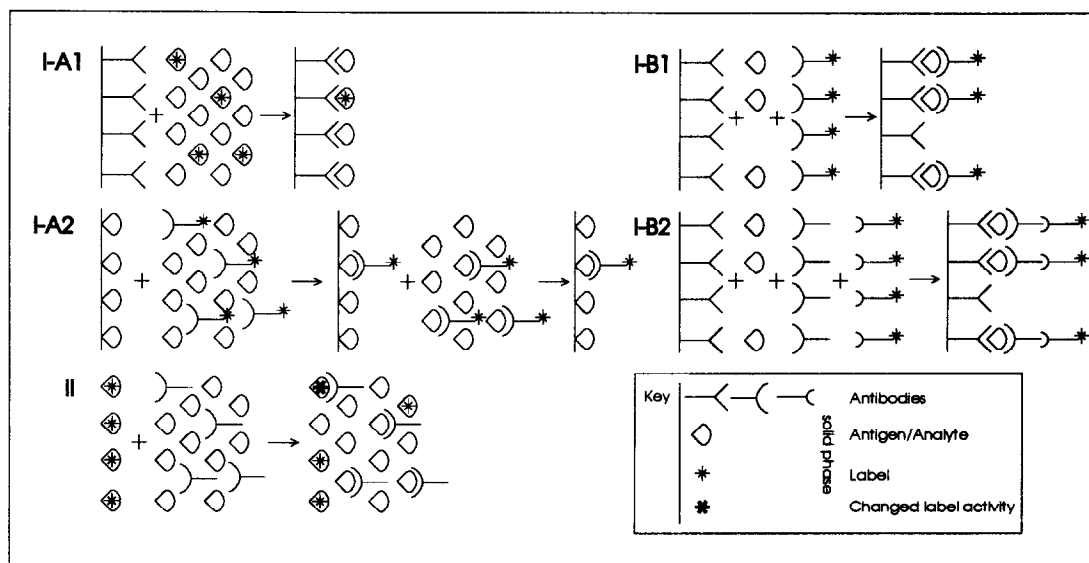 I-A1
I-B1
I-A2
I-B2
II
Key
solid phase
Antibodies
Antigen/Analyte
Label
Changed label activity